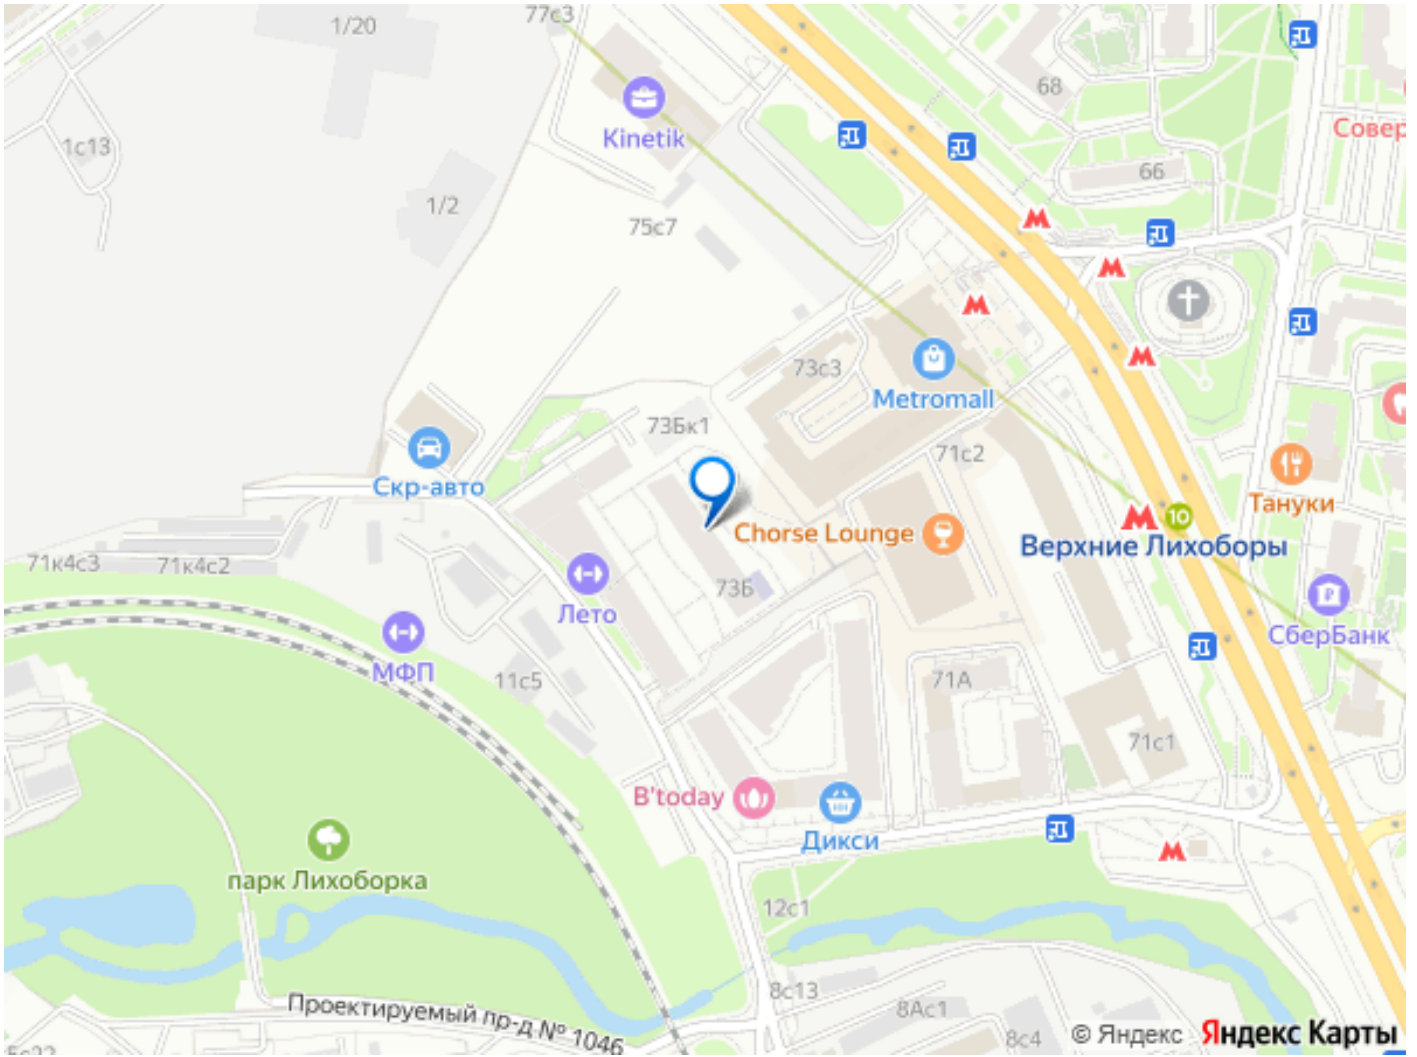 77с3
1/20
68
Kinetik
Совер
1с13
66
1/2
75с7
73с3
Metromall
73Бк1
71с2
Скр-авто
Тануки
Chorse Lounge
10
Верхние Лихоборы
71к4с3
71к4с2
73Б
Лето
СберБанк
МФП
11с5
71А
71с1
B'today
Дикси
парк Лихоборка
12с1
8с13
Проектируемый пр-д № 1046
8Ас1
8с4
© Яндекс
Яндекс Карты